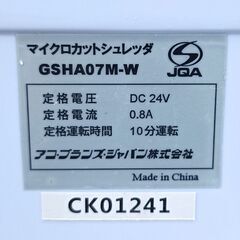 マイクロカットシュレッダ
GSHA07M-W
JQA
定格電圧 DC 24V
定格電流 0.8A
定格運転時間 10分運転
アコ・ブランズ・ジャパン株式会社
Made in China
CK01241